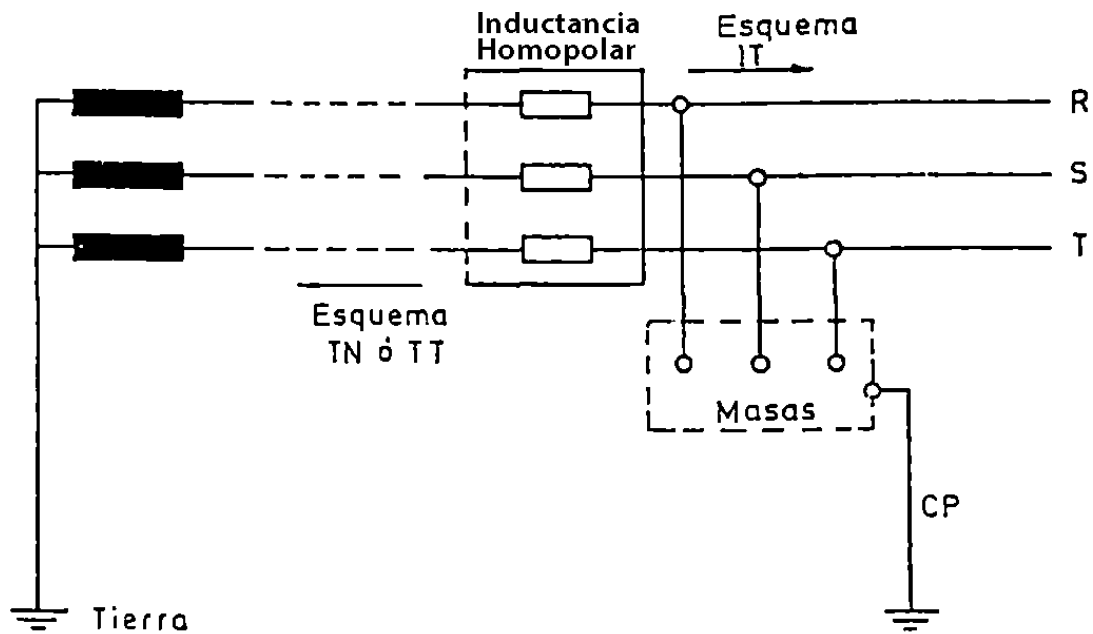 Inductancia
Homopolar
Esquema
IT
R
S
T
Esquema
TN ó TT
Masas
CP
Tierra